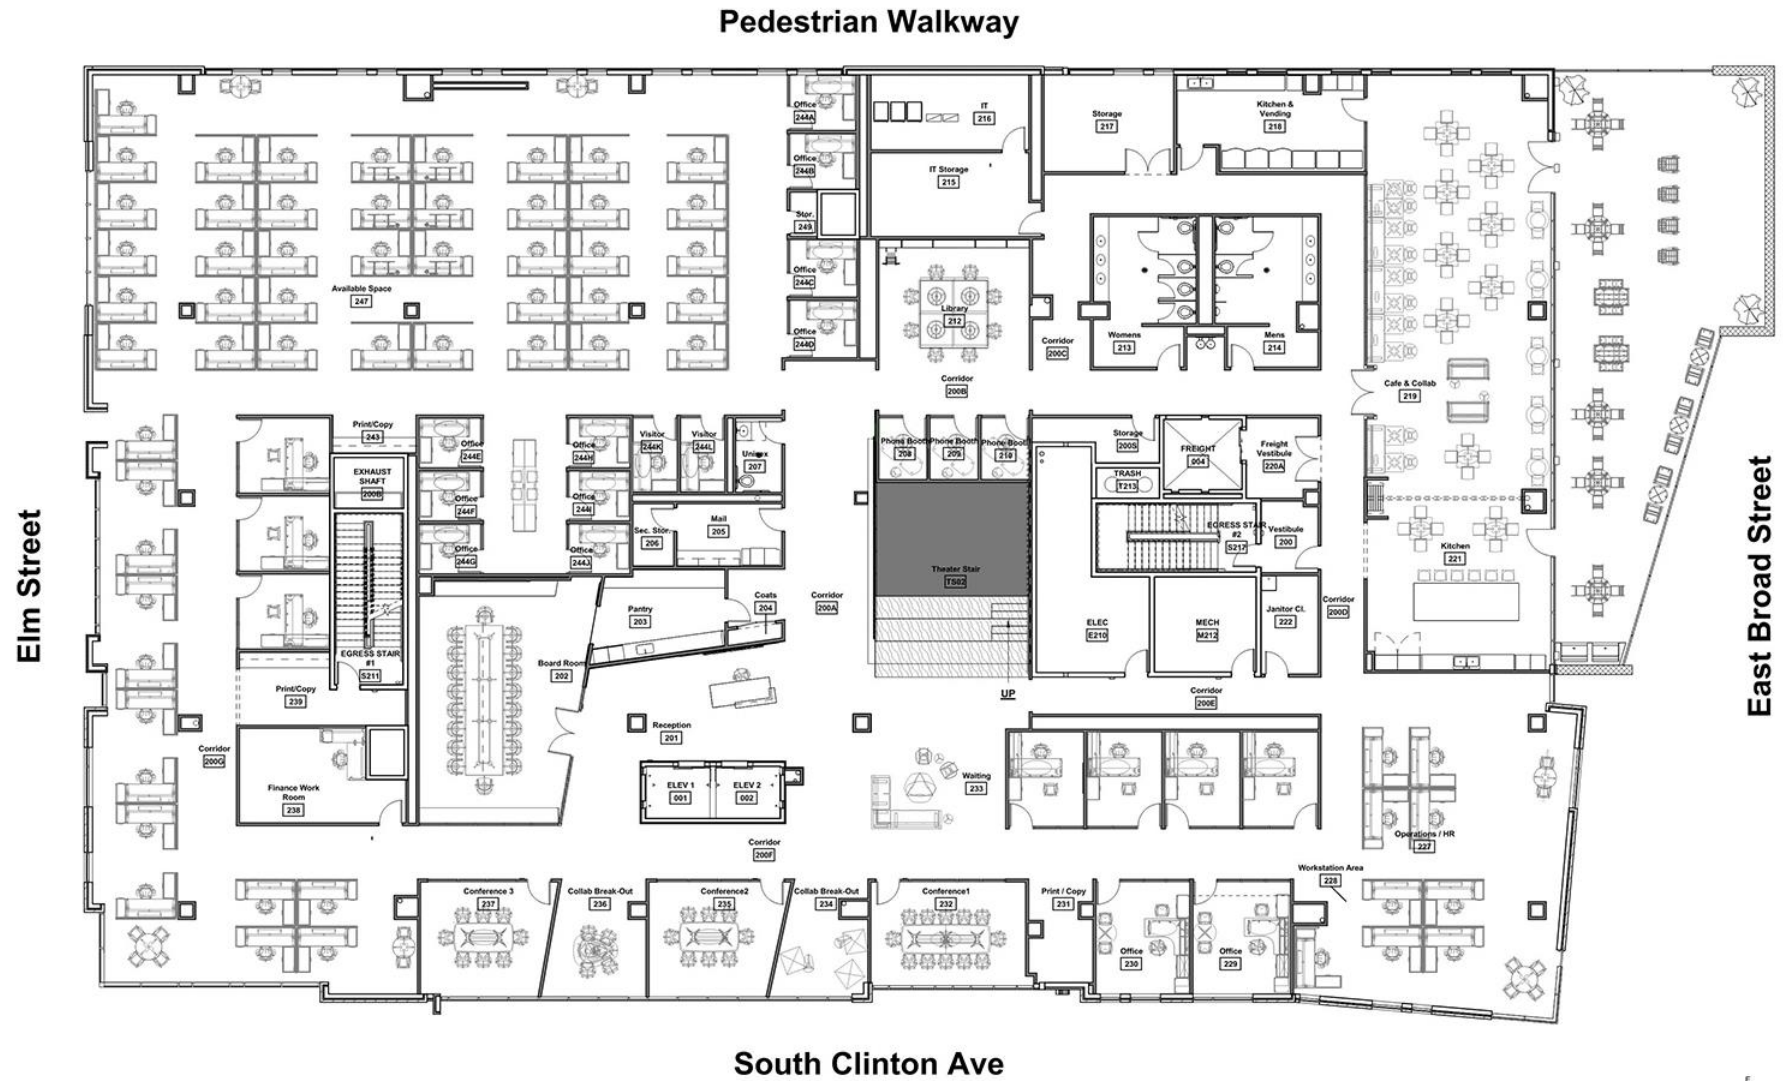 Pedestrian Walkway
Office
244A
IT
216
Storage
217
Kitchen &
Vending
218
Office
244B
IT Storage
215
Stor.
249
Office
244C
Available Space
247
Library
212
Office
244D
Womens
213
Mens
214
Corridor
200C
Corridor
200B
Cafe & Collab
219
Print/Copy
243
Office
244E
Office
244H
Visitor
244K
Visitor
244L
Unisex
207
Phone Booth
208
Phone Booth
209
Phone Booth
210
Storage
200S
FREIGHT
004
Freight
Vestibule
220A
EXHAUST
SHAFT
200B
TRASH
T213
Office
244F
Office
244I
Sec. Stor.
206
Mail
205
EGRESS STAIR
#2
S217
Vestibule
200
Kitchen
221
Office
244G
Office
244J
Theater Stair
TS02
Elm Street
East Broad Street
Pantry
203
Coats
204
Corridor
200A
ELEC
E210
MECH
M212
Janitor Cl.
222
Corridor
200D
EGRESS STAIR
#1
S211
Board Room
202
Print/Copy
239
UP
Corridor
200E
Reception
201
Corridor
200G
Finance Work
Room
238
ELEV 1
001
ELEV 2
002
Waiting
233
Operations / HR
227
Corridor
200F
Workstation Area
228
Conference 3
237
Collab Break-Out
236
Conference2
235
Collab Break-Out
234
Conference1
232
Print / Copy
231
Office
230
Office
229
South Clinton Ave